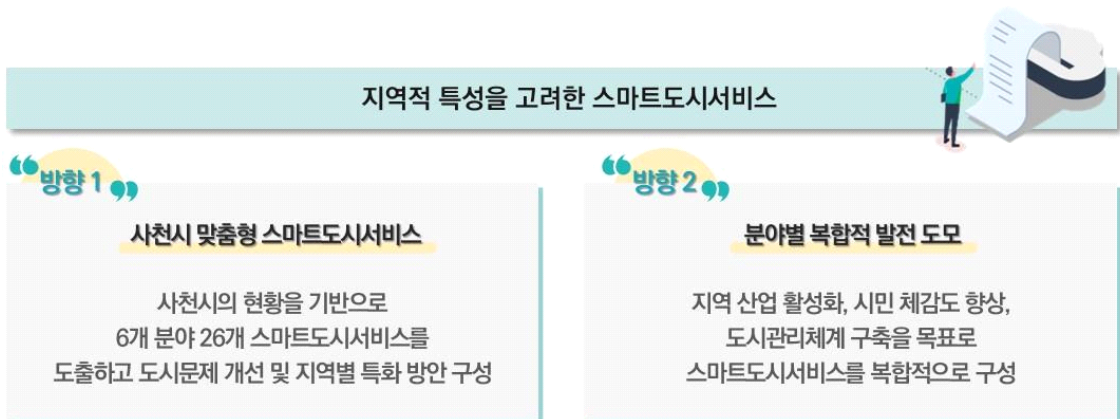 지역적 특성을 고려한 스마트도시서비스
방향 1
사천시 맞춤형 스마트도시서비스
사천시의 현황을 기반으로
6개 분야 26개 스마트도시서비스를
도출하고 도시문제 개선 및 지역별 특화 방안 구성
방향 2
분야별 복합적 발전 도모
지역 산업 활성화, 시민 체감도 향상,
도시관리체계 구축을 목표로
스마트도시서비스를 복합적으로 구성